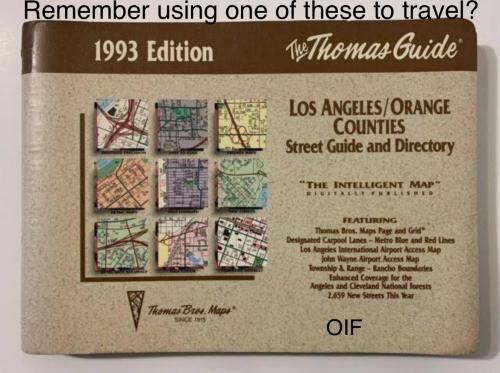 Remember using one of these to travel?
1993 Edition
The Thomas Guide®
LOS ANGELES/ORANGE
COUNTIES
Street Guide and Directory
"THE INTELLIGENT MAP"
DIGITALLY PUBLISHED
FEATURING
Thomas Bros. Maps Page and Grid™
Designated Carpool Lanes – Metro Blue and Red Lines
Los Angeles International Airport Access Map
John Wayne Airport Access Map
Township & Range – Rancho Boundaries
Enhanced Coverage for the
Angeles and Cleveland National Forests
2,659 New Streets This Year
Thomas Bros. Maps®
SINCE 1915
OIF